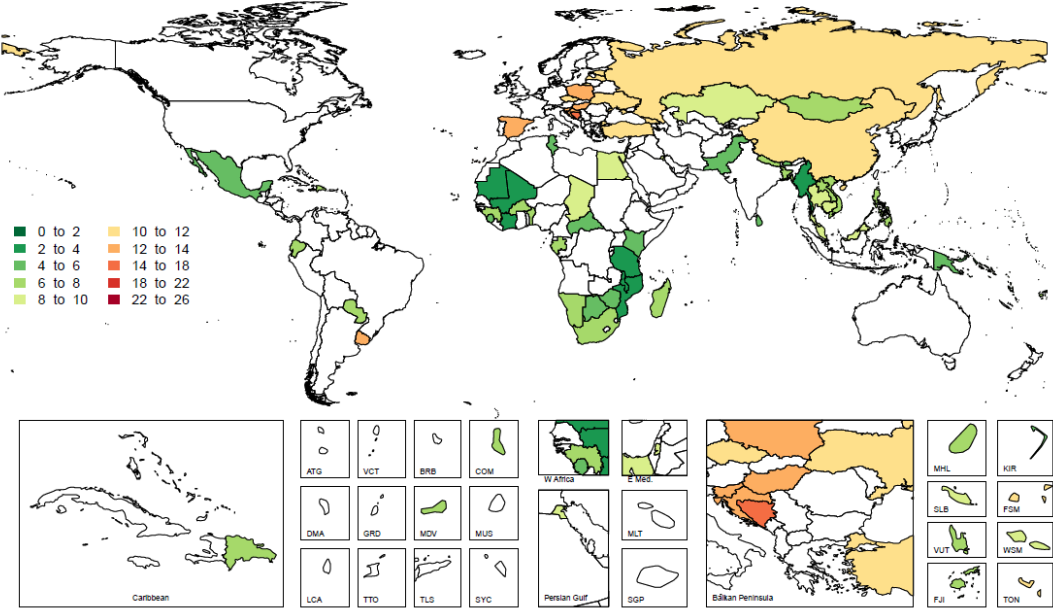 0 to 2 10 to 12
2 to 4 12 to 14
4 to 6 14 to 18
6 to 8 18 to 22
8 to 10 22 to 26
ATG VCT BRB COM
W Africa E Med.
MHL KIR
DMA GRD MDV MUS
MLT
SLB FSM
VUT WSM
Caribbean
LCA TTO TLS SYC
Persian Gulf SGP
Balkan Peninsula
FJI TON